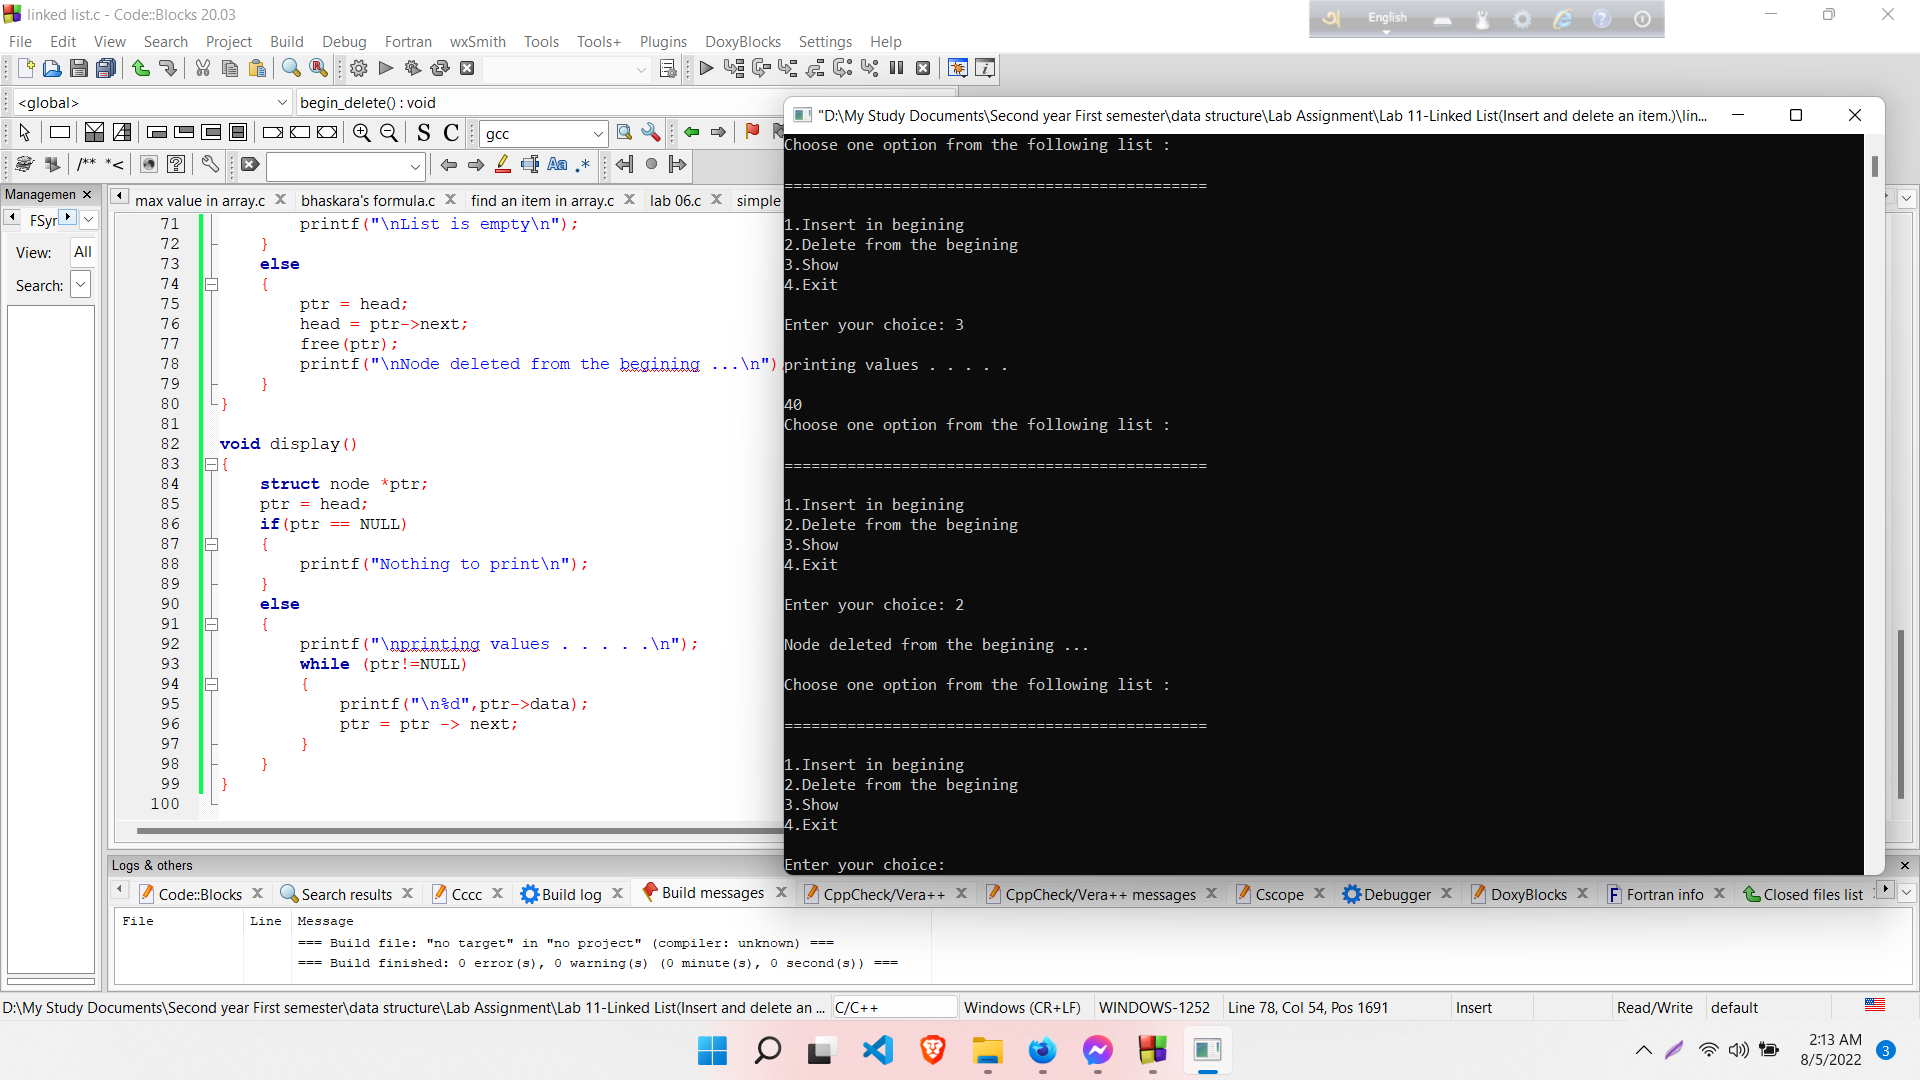 linked list.c - Code::Blocks 20.03
English
File Edit View Search Project Build Debug Fortran wxSmith Tools Tools+ Plugins DoxyBlocks Settings Help
<global> begin_delete() : void
S C gcc
/** *<
Aa .*
Managemen
FSyr
View: All
Search:
max value in array.c bhaskara's formula.c find an item in array.c lab 06.c simple
71 printf("\nList is empty\n");
72 }
73 else
74 {
75 ptr = head;
76 head = ptr->next;
77 free(ptr);
78 printf("\nNode deleted from the begining ...\n")
79 }
80 }
81
82 void display()
83 {
84 struct node *ptr;
85 ptr = head;
86 if(ptr == NULL)
87 {
88 printf("Nothing to print\n");
89 }
90 else
91 {
92 printf("\nprinting values . . . . .\n");
93 while (ptr!=NULL)
94 {
95 printf("\n%d",ptr->data);
96 ptr = ptr -> next;
97 }
98 }
99 }
100
"D:\My Study Documents\Second year First semester\data structure\Lab Assignment\Lab 11-Linked List(Insert and delete an item.)\lin...
Choose one option from the following list :
===============================================
1.Insert in begining
2.Delete from the begining
3.Show
4.Exit
Enter your choice: 3
printing values . . . . .
40
Choose one option from the following list :
===============================================
1.Insert in begining
2.Delete from the begining
3.Show
4.Exit
Enter your choice: 2
Node deleted from the begining ...
Choose one option from the following list :
===============================================
1.Insert in begining
2.Delete from the begining
3.Show
4.Exit
Enter your choice:
Logs & others
Code::Blocks Search results Cccc Build log Build messages CppCheck/Vera++ CppCheck/Vera++ messages Cscope Debugger DoxyBlocks Fortran info Closed files list
File Line Message
=== Build file: "no target" in "no project" (compiler: unknown) ===
=== Build finished: 0 error(s), 0 warning(s) (0 minute(s), 0 second(s)) ===
D:\My Study Documents\Second year First semester\data structure\Lab Assignment\Lab 11-Linked List(Insert and delete an ... C/C++ Windows (CR+LF) WINDOWS-1252 Line 78, Col 54, Pos 1691 Insert Read/Write default
2:13 AM
8/5/2022
3